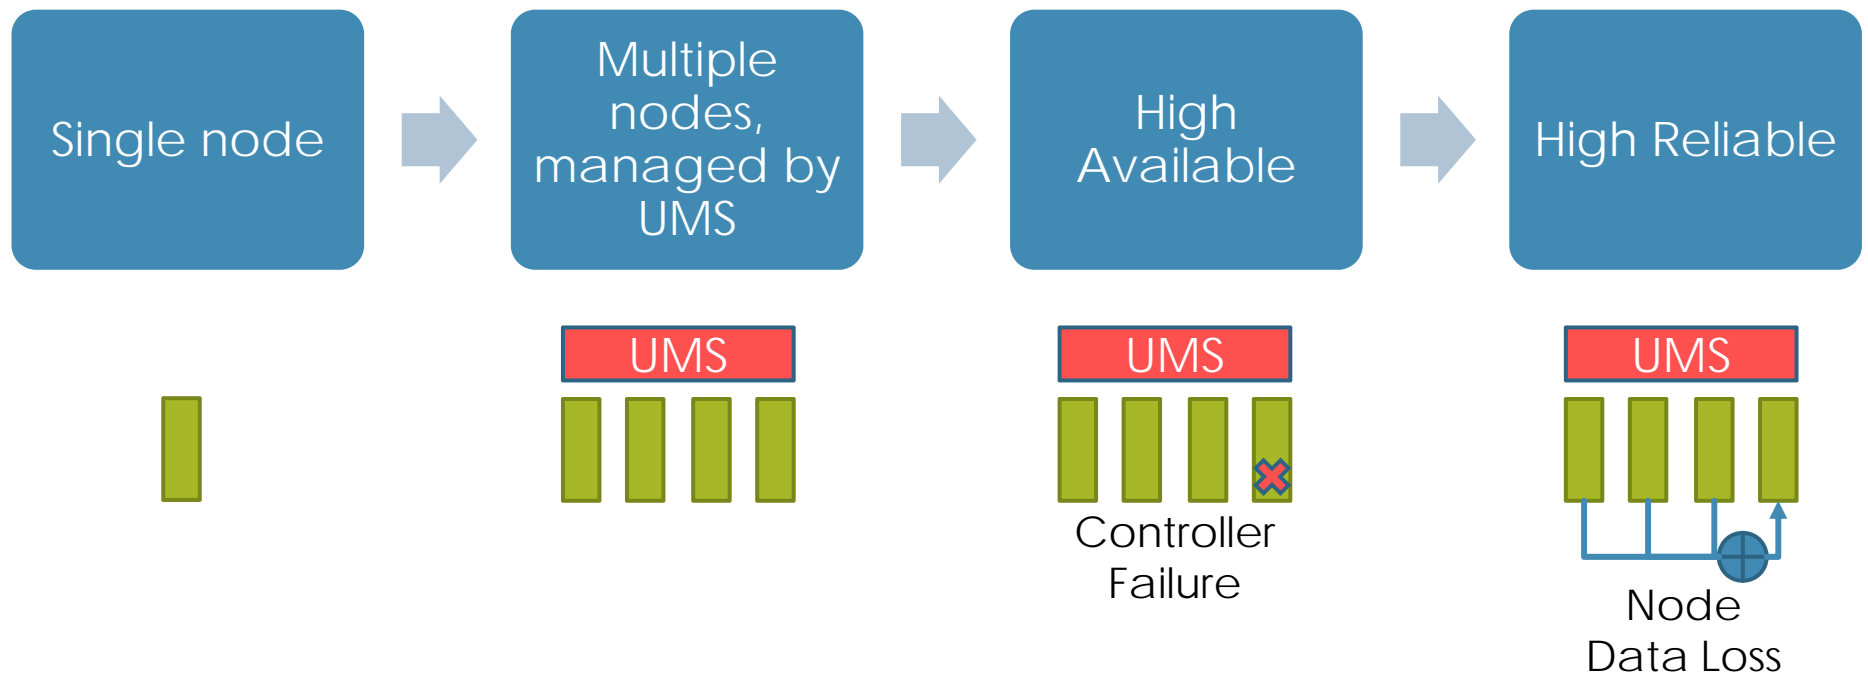 Single node
Multiple
nodes,
managed by
UMS
High
Available
High Reliable
UMS
UMS
UMS
Controller
Failure
Node
Data Loss